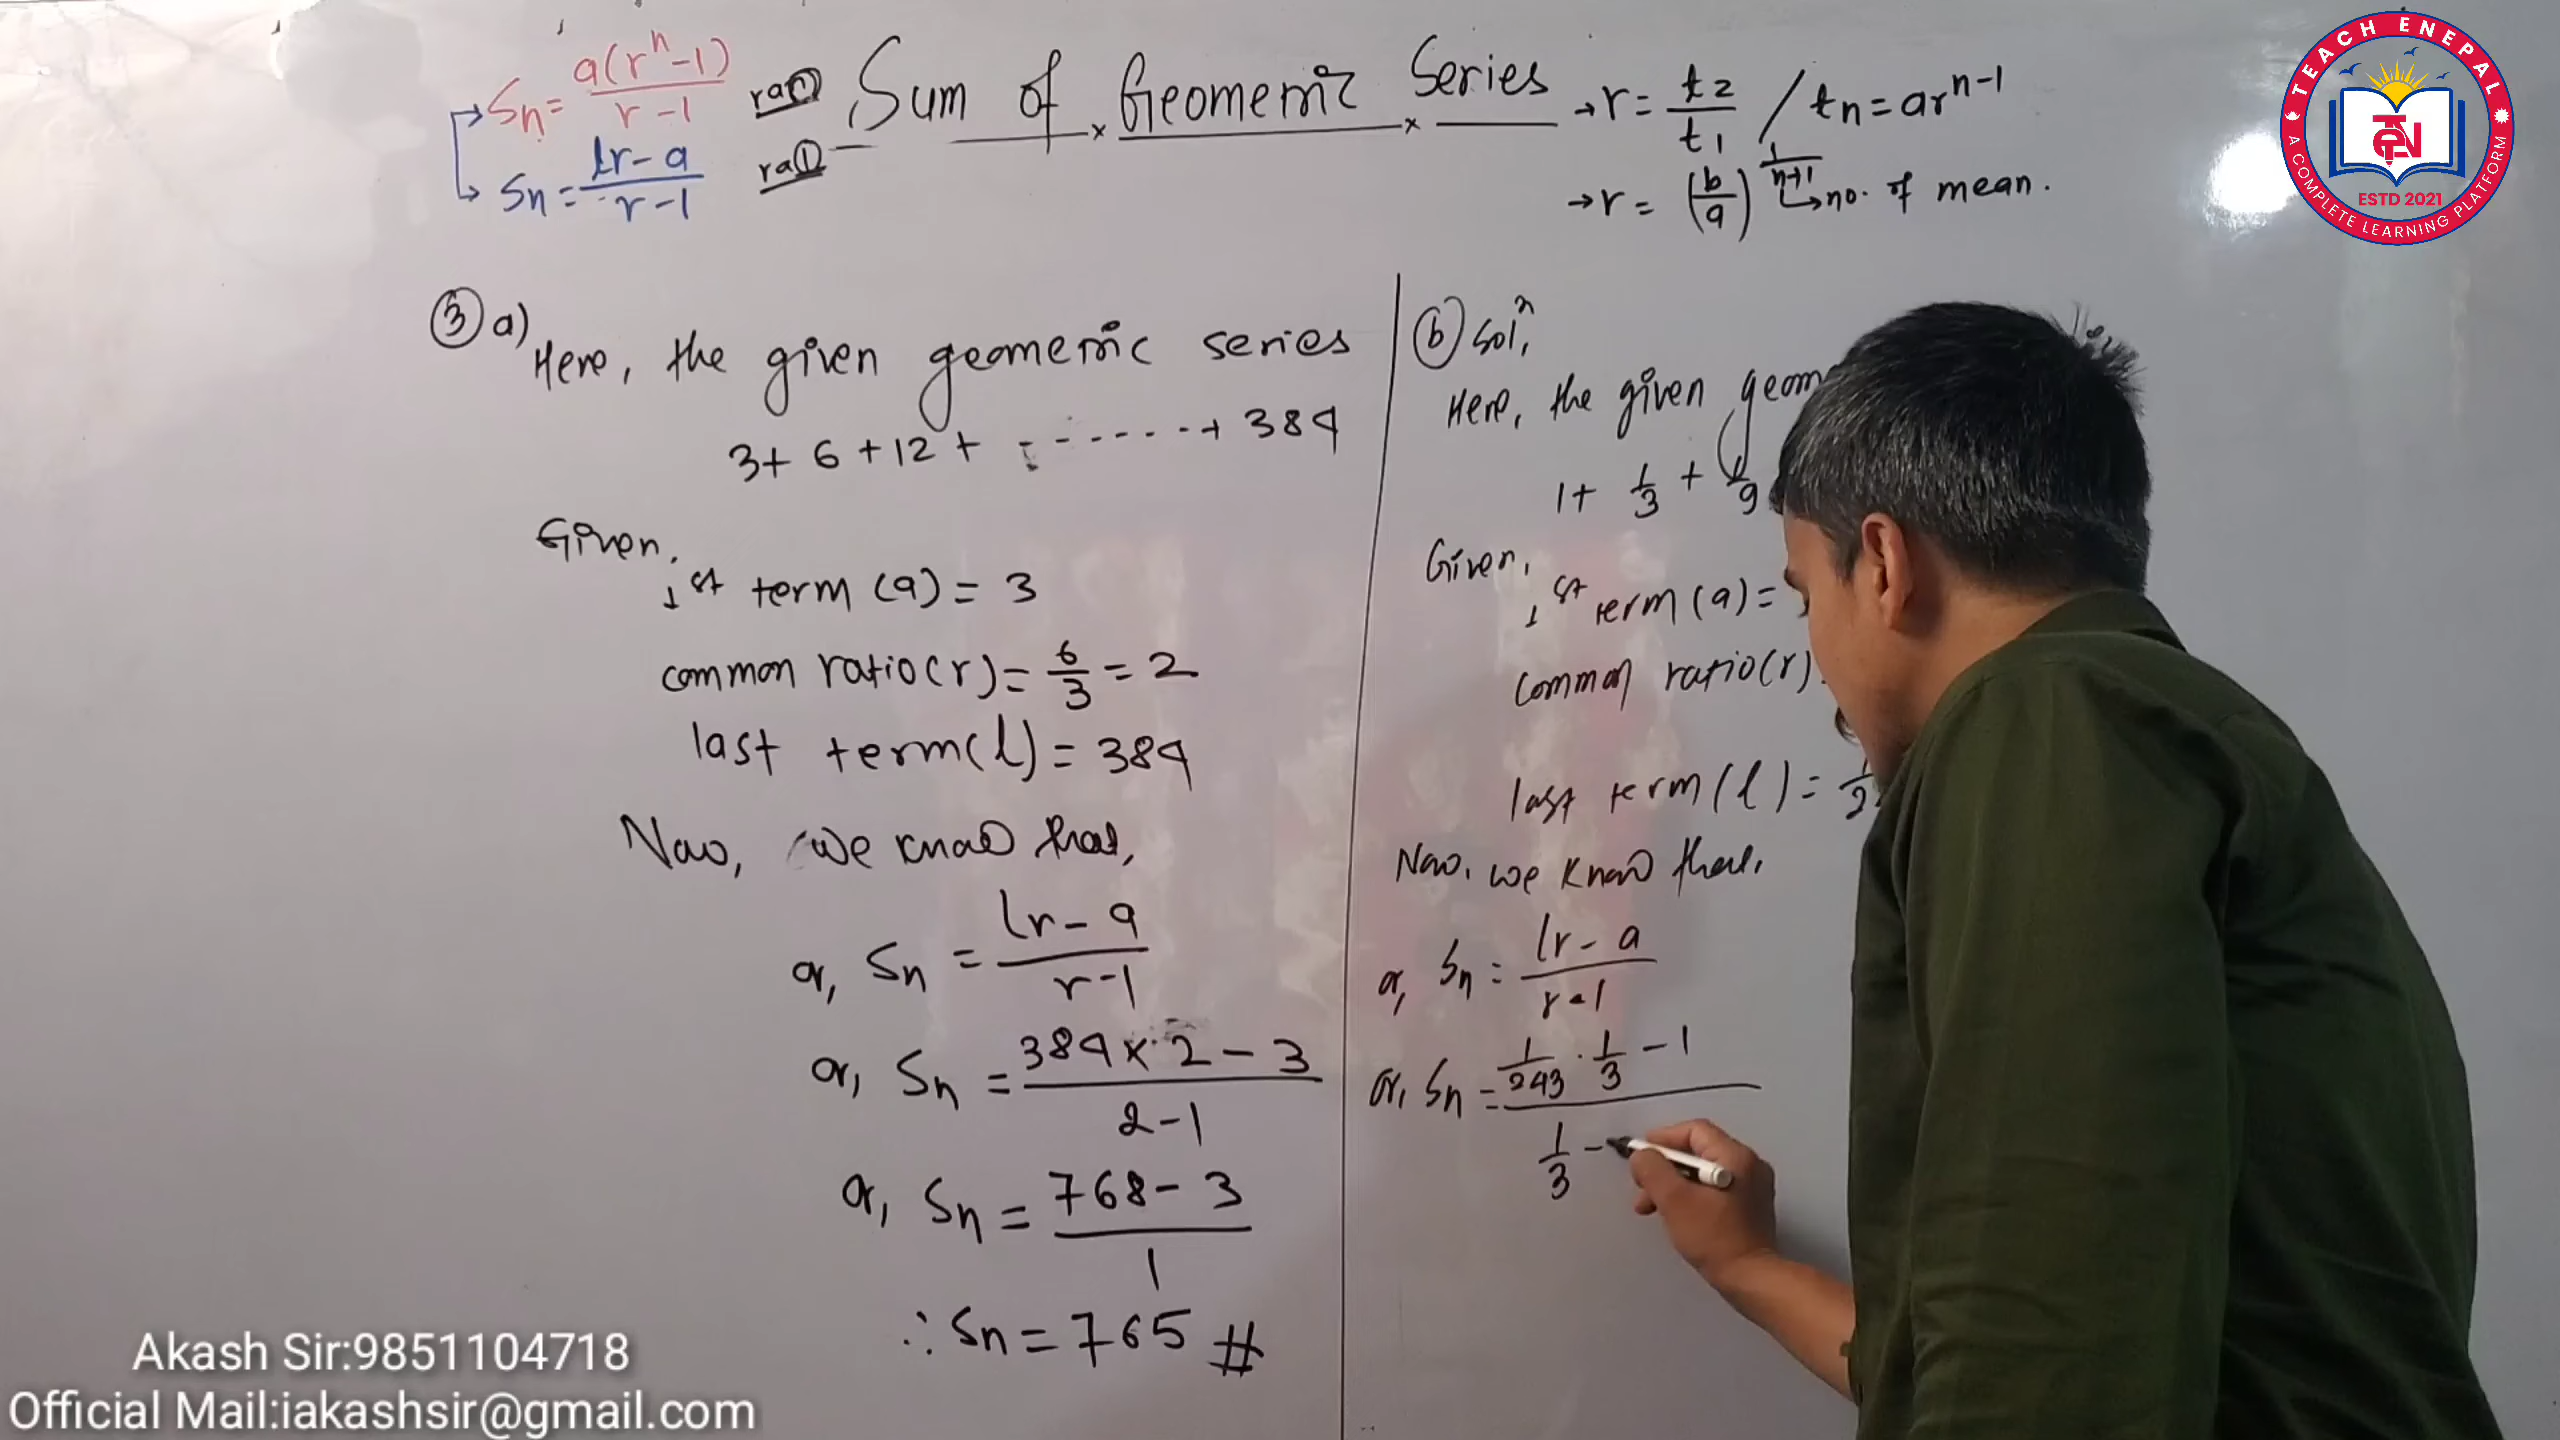 Sn = a(rⁿ-1)/r-1
Sn = lr-a/r-1
Sum of Geometric Series
→ r = t2/t1 / tn = arⁿ⁻¹
→ r = (b/a)^1/n+1 → no. of mean.
TEACH ENEPAL
TEN
ESTD 2021
A COMPLETE LEARNING PLATFORM
③ a)
Here, the given geometric series
3 + 6 + 12 + - - - - - - - + 384
Given,
1st term (a) = 3
common ratio(r) = 6/3 = 2
last term(l) = 384
Now, we know that,
or, Sn = lr-a/r-1
or, Sn = 384×2-3/2-1
or, Sn = 768-3/1
∴ Sn = 765 #
ⓑ Solⁿ,
Here, the given geom
1 + 1/3 + 1/9
Given,
1st term (a) =
common ratio(r)
last term (l) = 1/2
Now, we know that,
or, Sn = lr-a/r-1
or, Sn = 1/243 · 1/3 - 1 / 1/3 -
Akash Sir:9851104718
Official Mail:iakashsir@gmail.com